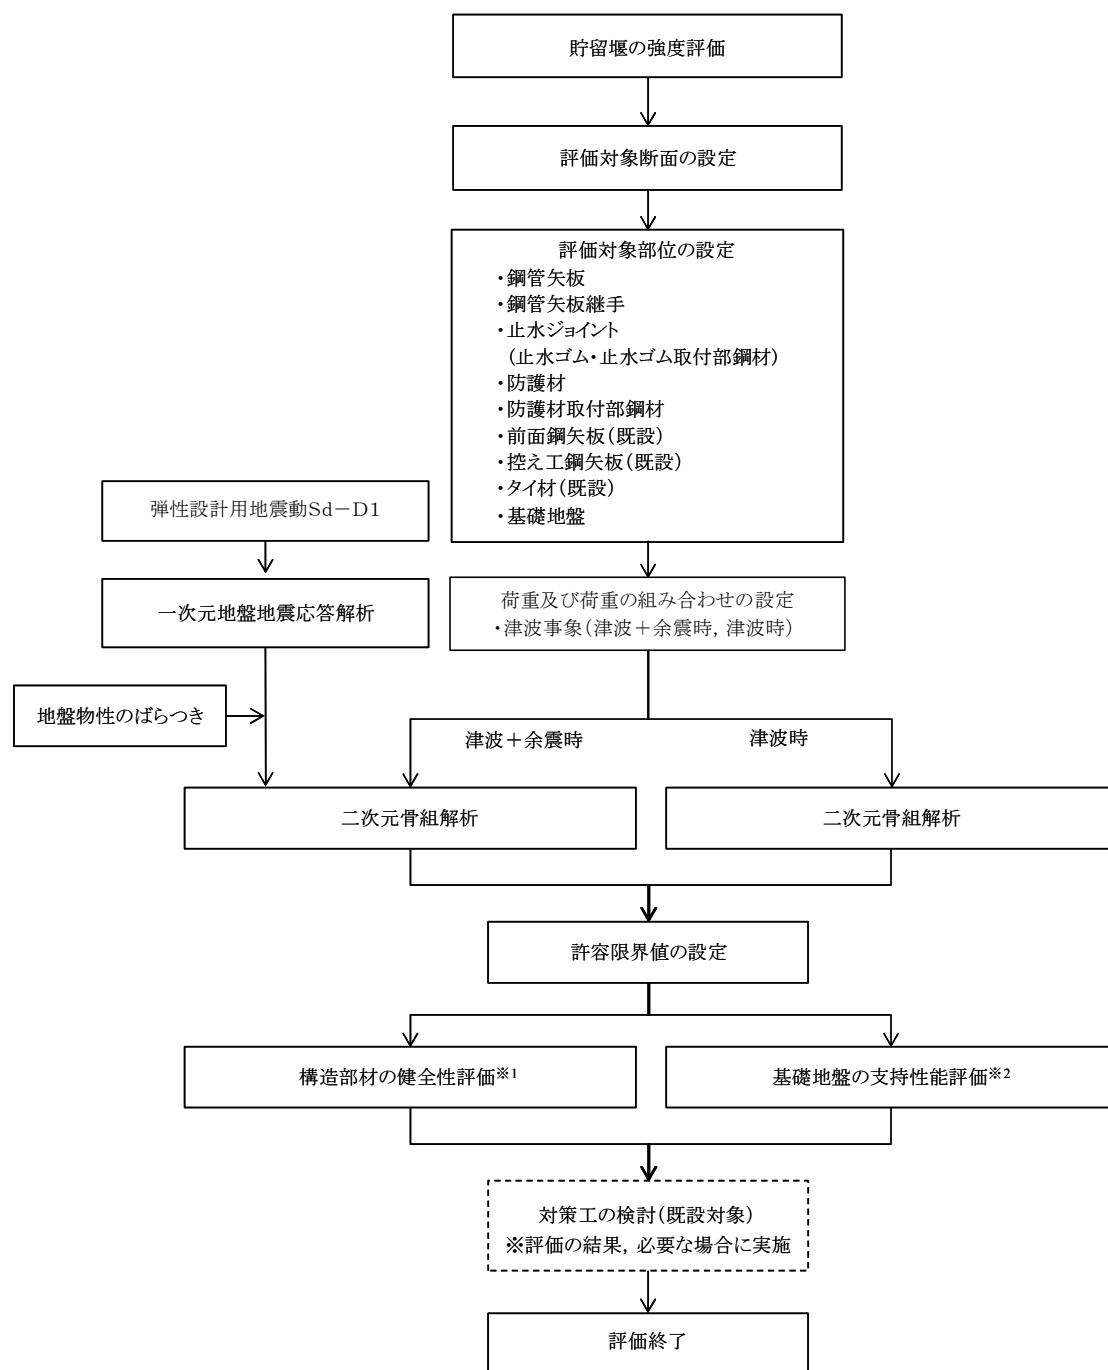 貯留堰の強度評価
評価対象断面の設定
評価対象部位の設定
・鋼管矢板
・鋼管矢板継手
・止水ジョイント
(止水ゴム・止水ゴム取付部鋼材)
・防護材
・防護材取付部鋼材
・前面鋼矢板(既設)
・控え工鋼矢板(既設)
・タイ材(既設)
・基礎地盤
弾性設計用地震動Sd－D1
一次元地盤地震応答解析
荷重及び荷重の組み合わせの設定
・津波事象(津波＋余震時，津波時)
地盤物性のばらつき
津波＋余震時
津波時
二次元骨組解析
二次元骨組解析
許容限界値の設定
構造部材の健全性評価※1
基礎地盤の支持性能評価※2
対策工の検討(既設対象)
※評価の結果，必要な場合に実施
評価終了